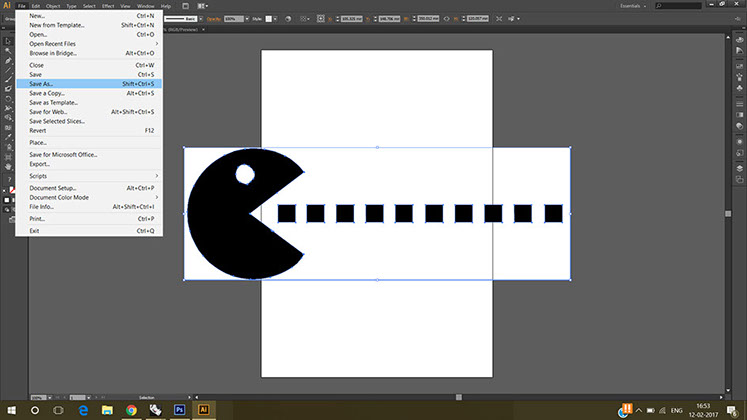 Ai File Edit Object Type Select Effect View Window Help
Essentials
Basic Opacity: Style:
(RGB/Preview)
New... Ctrl+N
New from Template... Shift+Ctrl+N
Open... Ctrl+O
Open Recent Files
Browse in Bridge... Alt+Ctrl+O
Close Ctrl+W
Save Ctrl+S
Save As... Shift+Ctrl+S
Save a Copy... Alt+Ctrl+S
Save as Template...
Save for Web... Alt+Shift+Ctrl+S
Save Selected Slices...
Revert F12
Place...
Save for Microsoft Office...
Export...
Scripts
Document Setup... Alt+Ctrl+P
Document Color Mode
File Info... Alt+Shift+Ctrl+I
Print... Ctrl+P
Exit Ctrl+Q
Selection
Ps Ai
ENG
16:53
12-02-2017